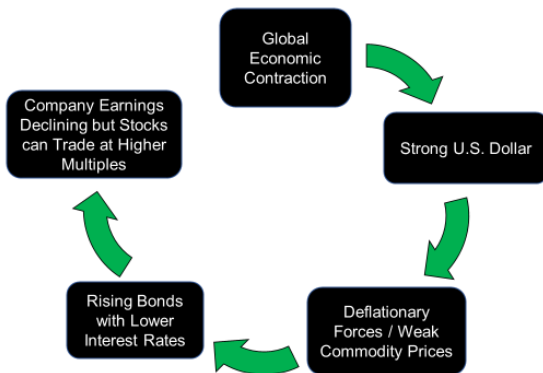 Global
Economic
Contraction
Strong U.S. Dollar
Deflationary
Forces / Weak
Commodity Prices
Rising Bonds
with Lower
Interest Rates
Company Earnings
Declining but Stocks
can Trade at Higher
Multiples